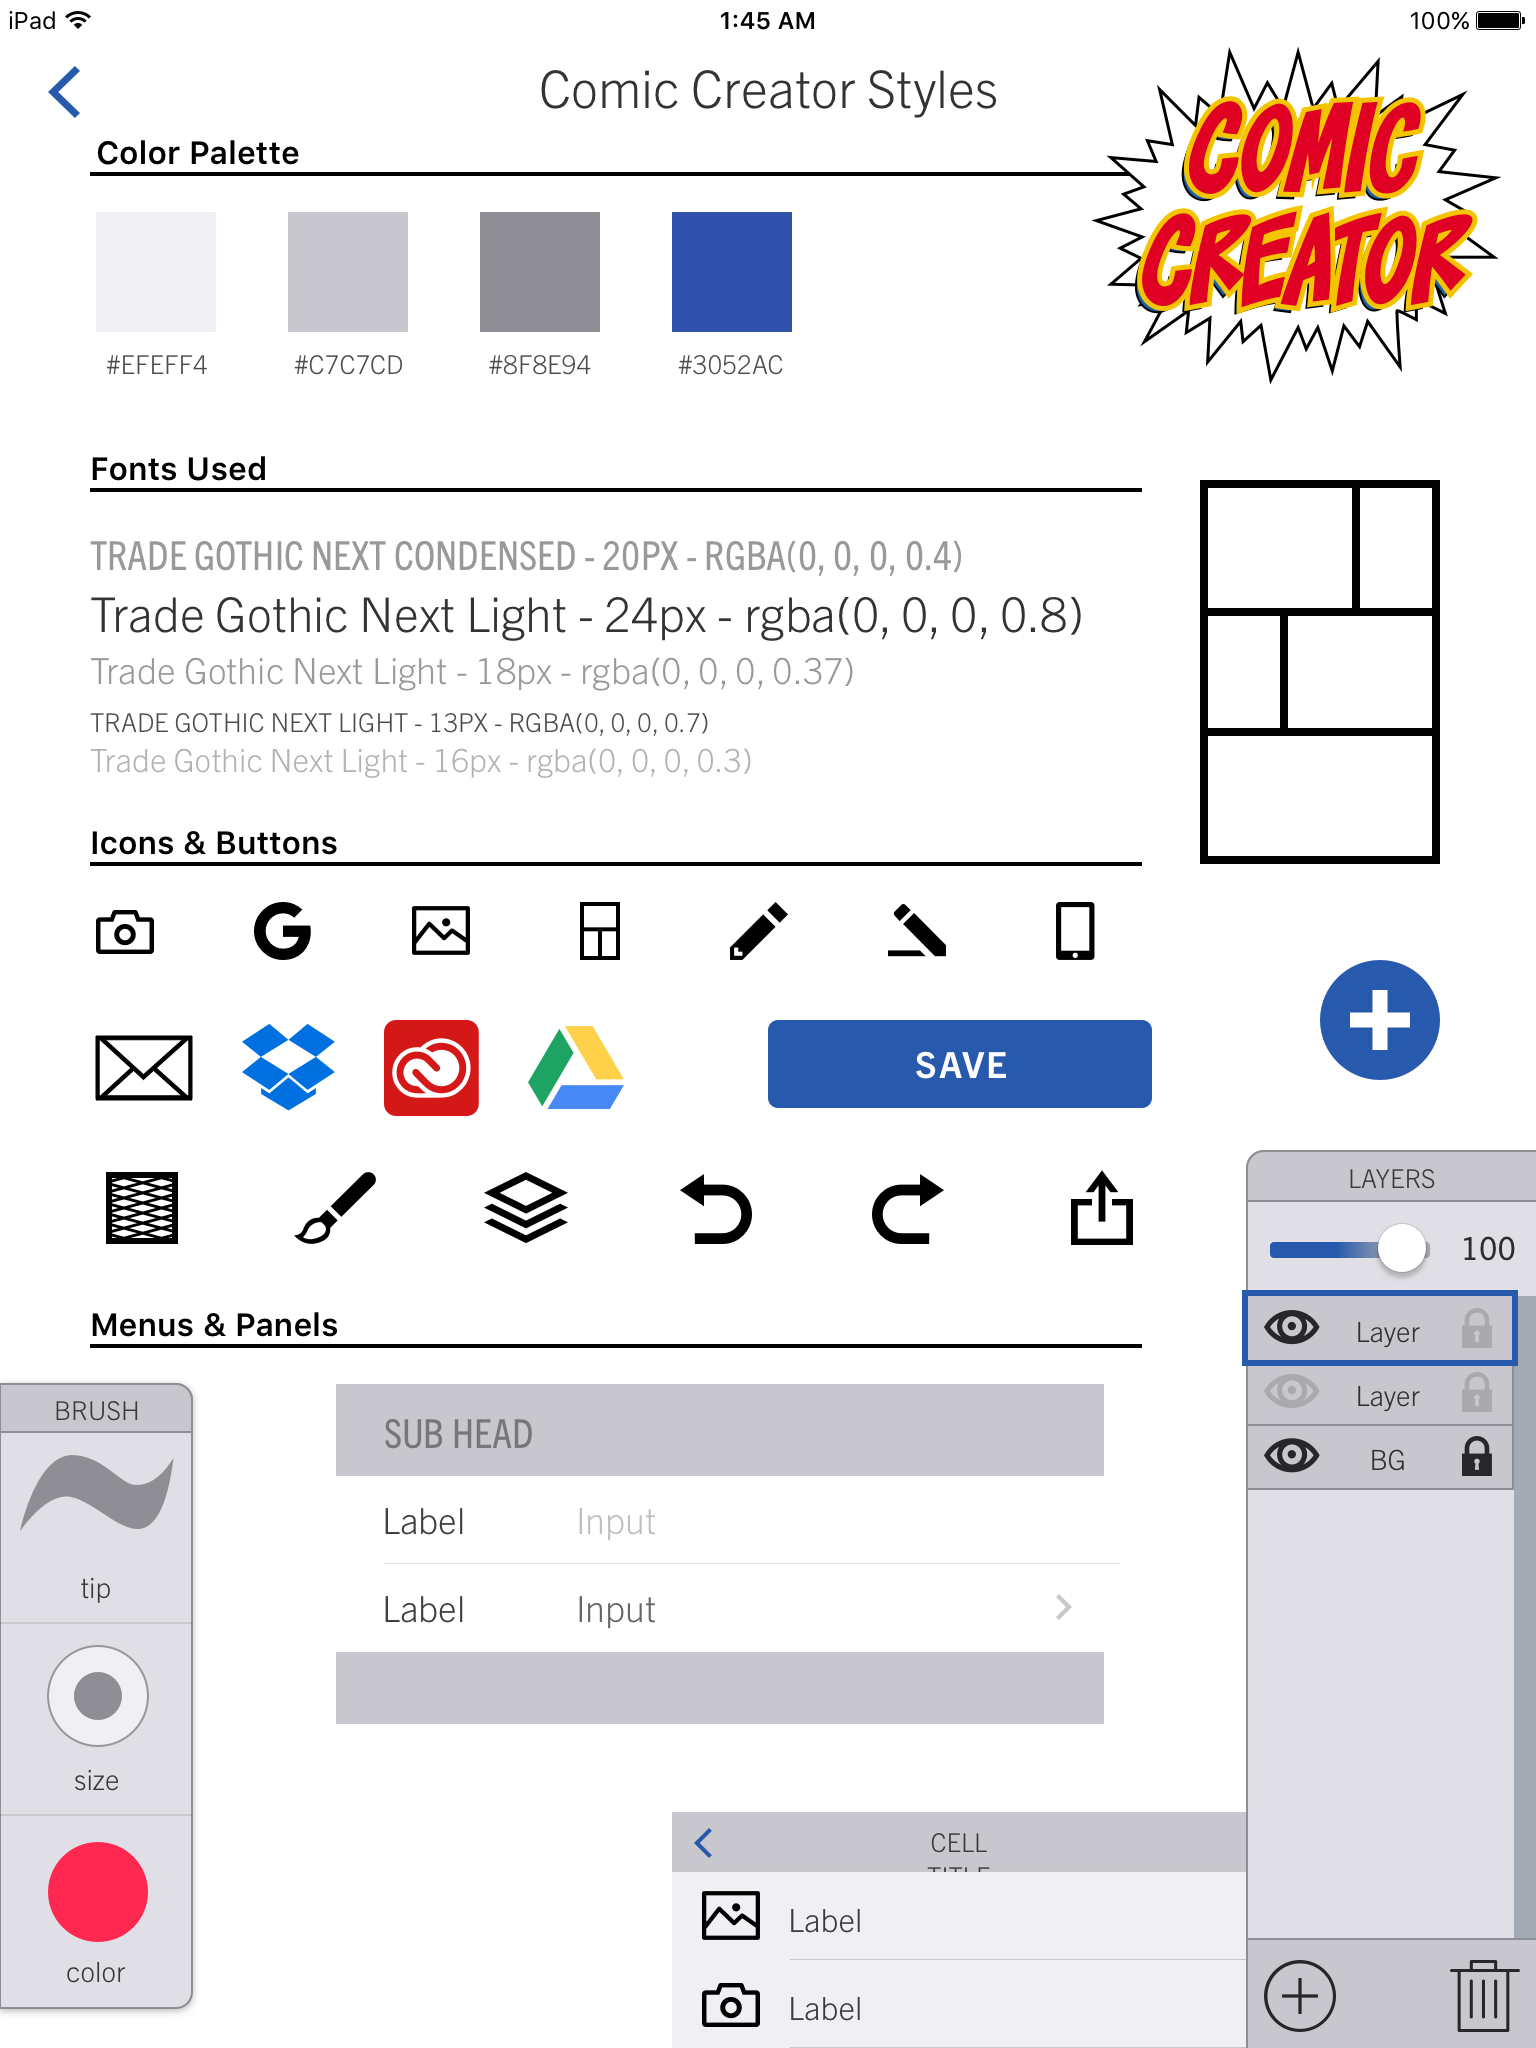 iPad
1:45 AM
100%
Comic Creator Styles
COMIC
CREATOR
Color Palette
#EFEFF4
#C7C7CD
#8F8E94
#3052AC
Fonts Used
TRADE GOTHIC NEXT CONDENSED - 20PX - RGBA(0, 0, 0, 0.4)
Trade Gothic Next Light - 24px - rgba(0, 0, 0, 0.8)
Trade Gothic Next Light - 18px - rgba(0, 0, 0, 0.37)
TRADE GOTHIC NEXT LIGHT - 13PX - RGBA(0, 0, 0, 0.7)
Trade Gothic Next Light - 16px - rgba(0, 0, 0, 0.3)
Icons & Buttons
G
SAVE
Menus & Panels
BRUSH
tip
size
color
SUB HEAD
Label
Input
Label
Input
CELL
TITLE
Label
Label
LAYERS
100
Layer
Layer
BG